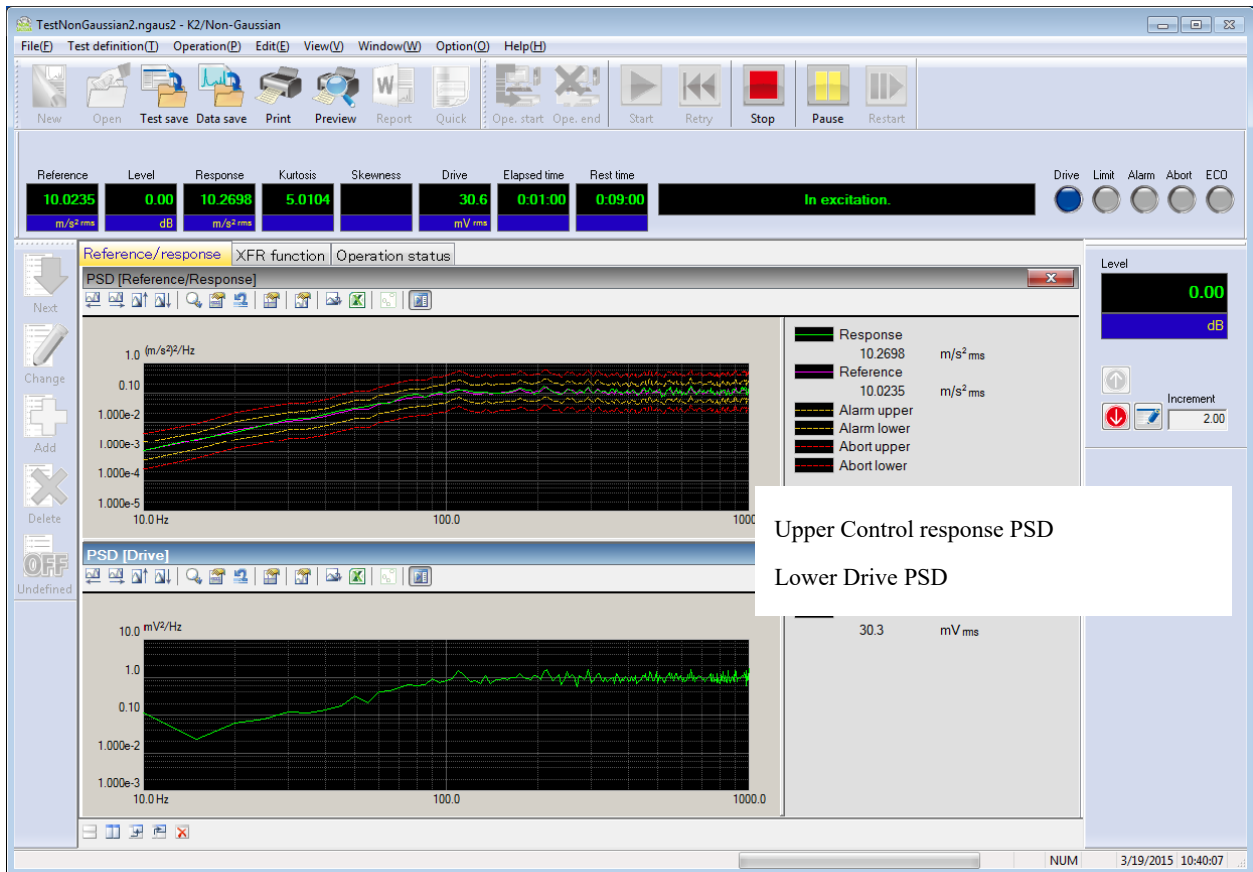 TestNonGaussian2.ngaus2 - K2/Non-Gaussian
File(F) Test definition(T) Operation(P) Edit(E) View(V) Window(W) Option(O) Help(H)
New Open Test save Data save Print Preview Report Quick Ope. start Ope. end Start Retry Stop Pause Restart
Reference Level Response Kurtosis Skewness Drive Elapsed time Rest time Drive Limit Alarm Abort ECO
10.0235 0.00 10.2698 5.0104 30.6 0:01:00 0:09:00 In excitation.
m/s² rms dB m/s² rms mV rms
Reference/response XFR function Operation status
PSD [Reference/Response]
Next
Change
Add
Delete
OFF
Undefined
1.0 (m/s²)²/Hz
0.10
1.000e-2
1.000e-3
1.000e-4
1.000e-5
10.0 Hz 100.0 1000
Response
10.2698 m/s² rms
Reference
10.0235 m/s² rms
Alarm upper
Alarm lower
Abort upper
Abort lower
Level
0.00
dB
Increment
2.00
Upper Control response PSD
Lower Drive PSD
PSD [Drive]
10.0 mV²/Hz
1.0
0.10
1.000e-2
1.000e-3
10.0 Hz 100.0 1000.0
30.3 mV rms
NUM 3/19/2015 10:40:07